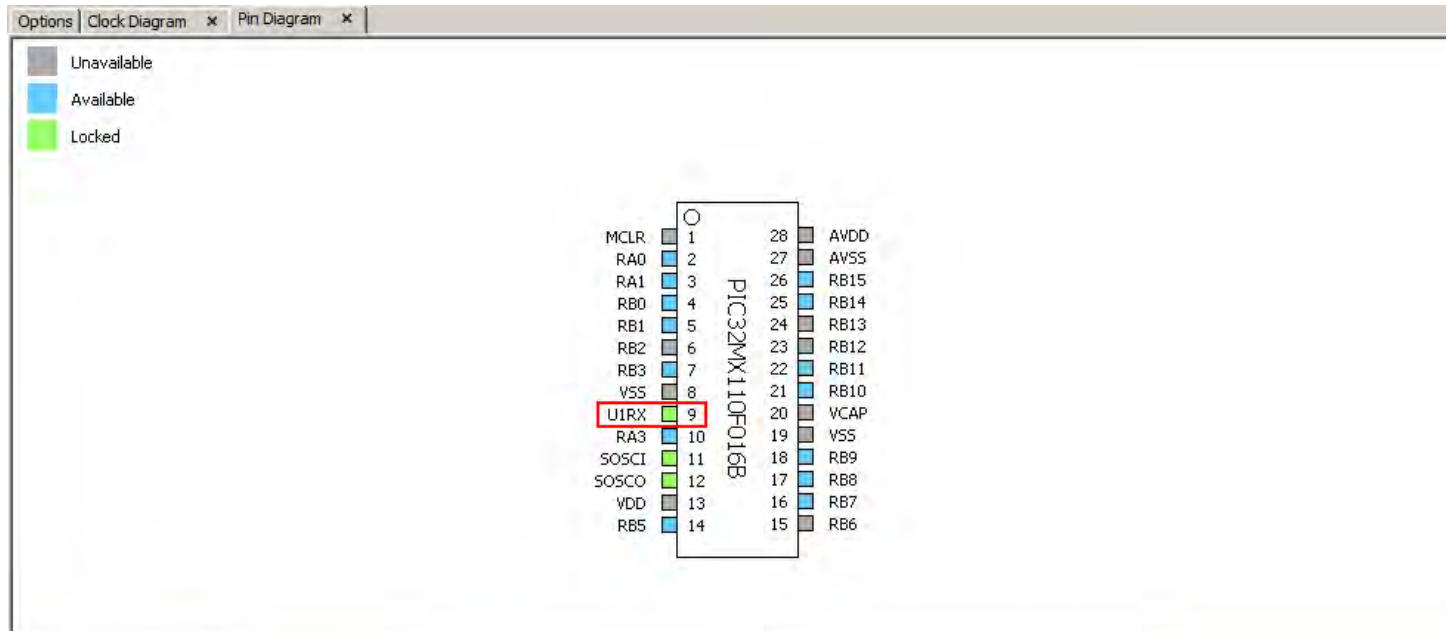 Options Clock Diagram × Pin Diagram ×
Unavailable
Available
Locked
MCLR 1 28 AVDD
RA0 2 27 AVSS
RA1 3 26 RB15
RB0 4 25 RB14
RB1 5 24 RB13
RB2 6 23 RB12
RB3 7 22 RB11
VSS 8 21 RB10
U1RX 9 20 VCAP
RA3 10 19 VSS
SOSCI 11 18 RB9
SOSCO 12 17 RB8
VDD 13 16 RB7
RB5 14 15 RB6
PIC32MX110F016B